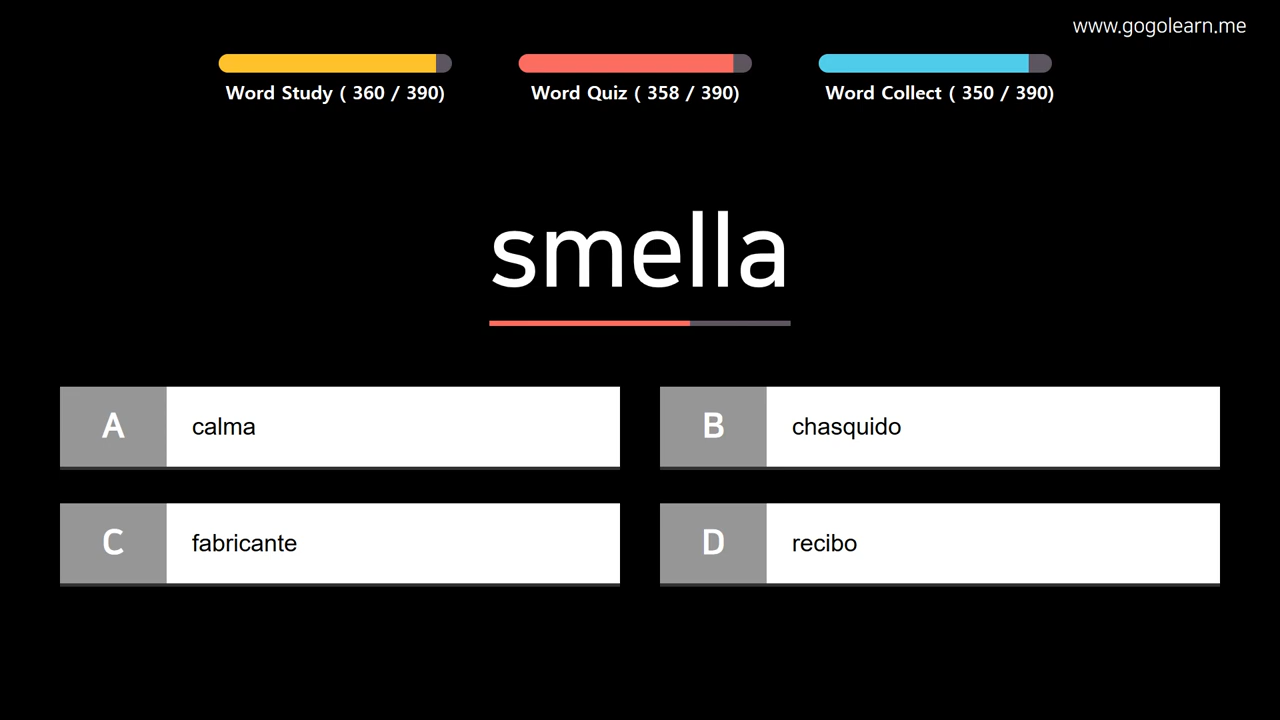 www.gogolearn.me
Word Study ( 360 / 390)
Word Quiz ( 358 / 390)
Word Collect ( 350 / 390)
smella
A calma
B chasquido
C fabricante
D recibo